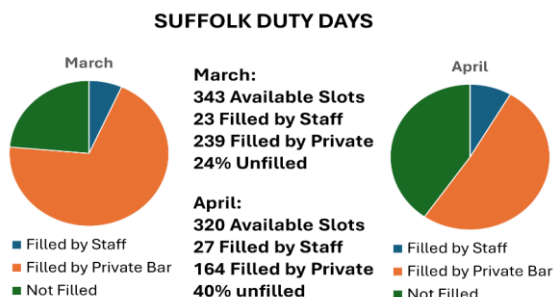 SUFFOLK DUTY DAYS
March
Filled by Staff
Filled by Private Bar
Not Filled
March:
343 Available Slots
23 Filled by Staff
239 Filled by Private
24% Unfilled
April:
320 Available Slots
27 Filled by Staff
164 Filled by Private
40% unfilled
April
Filled by Staff
Filled by Private Bar
Not Filled